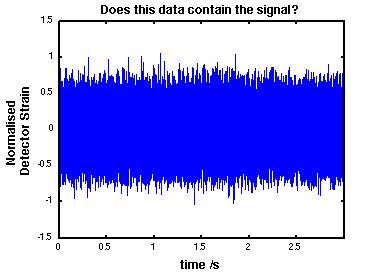 Does this data contain the signal?
1.5
1
0.5
0
-0.5
-1
-1.5
Normalised
Detector Strain
0 0.5 1 1.5 2 2.5
time /s